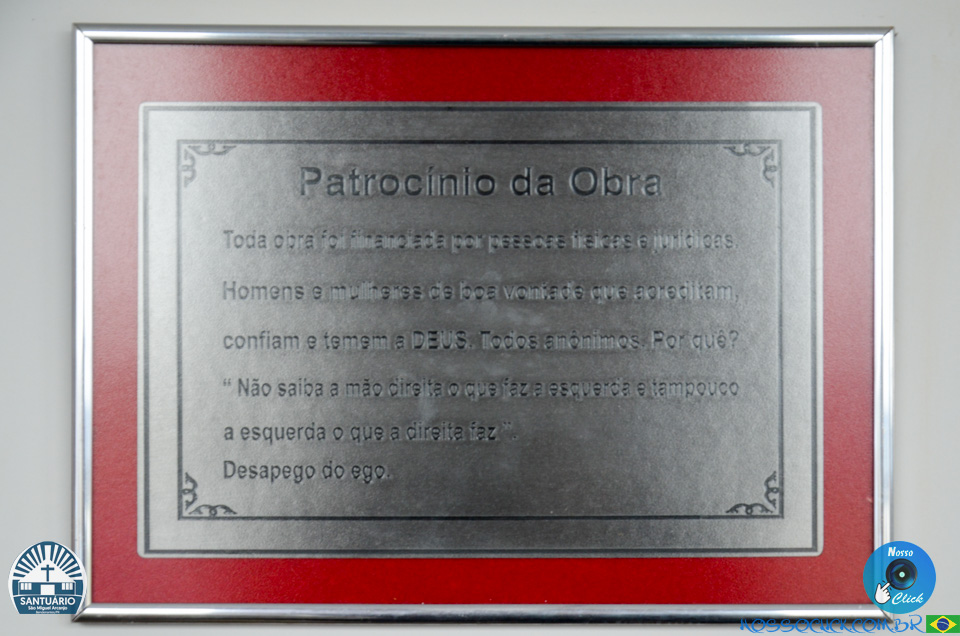 Patrocínio da Obra
Toda obra foi financiada por pessoas físicas e jurídicas.
Homens e mulheres de boa vontade que acreditam,
confiam e temem a DEUS. Todos anônimos. Por quê?
“ Não saiba a mão direita o que faz a esquerda e tampouco
a esquerda o que a direita faz ”.
Desapego do ego.
SANTUÁRIO
São Miguel Arcanjo
Bandeirantes/PR
Nosso
Click
NOSSOCLICK.COM.BR